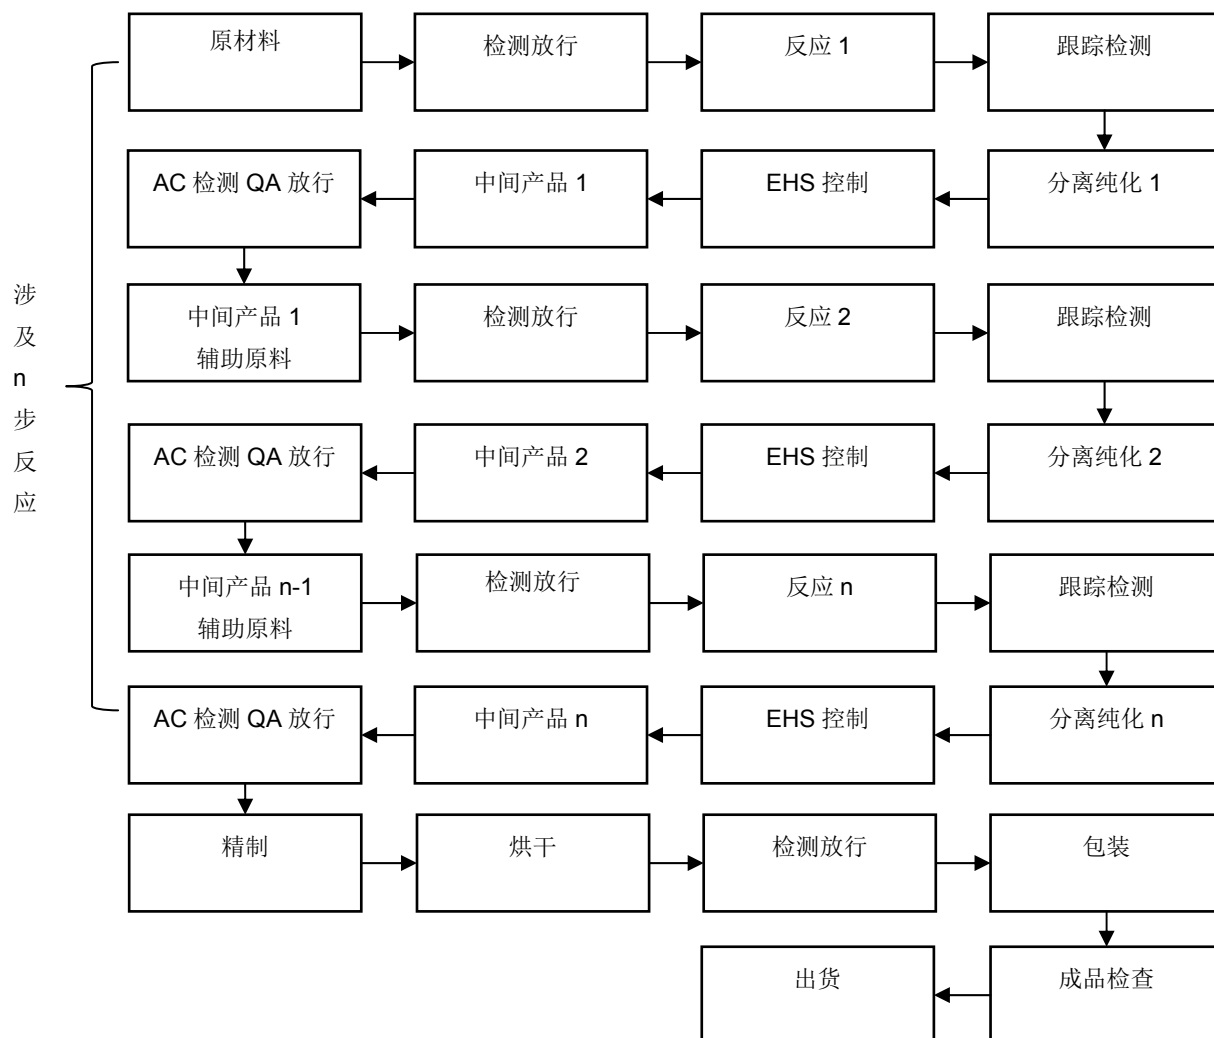 原材料
检测放行
反应 1
跟踪检测
AC 检测 QA 放行
中间产品 1
EHS 控制
分离纯化 1
涉
及
n
步
反
应
中间产品 1
辅助原料
检测放行
反应 2
跟踪检测
AC 检测 QA 放行
中间产品 2
EHS 控制
分离纯化 2
中间产品 n-1
辅助原料
检测放行
反应 n
跟踪检测
AC 检测 QA 放行
中间产品 n
EHS 控制
分离纯化 n
精制
烘干
检测放行
包装
出货
成品检查